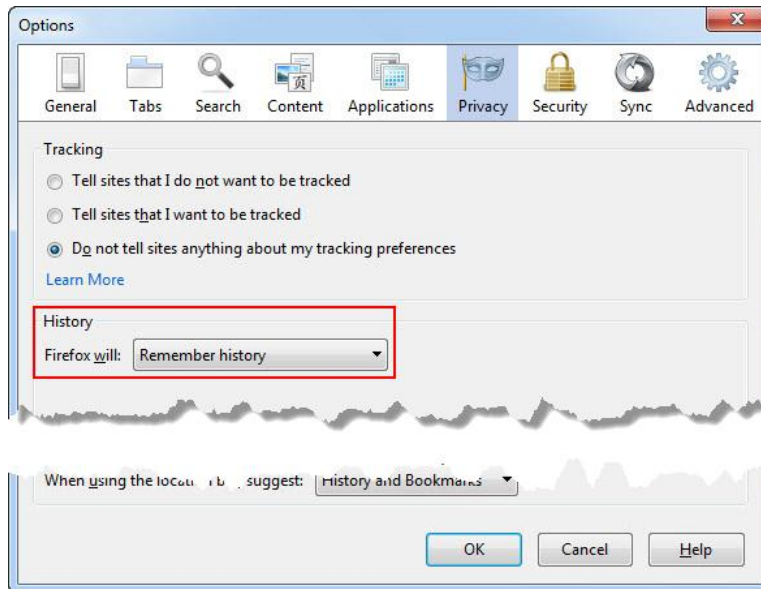 Options
General Tabs Search Content Applications Privacy Security Sync Advanced
Tracking
Tell sites that I do not want to be tracked
Tell sites that I want to be tracked
Do not tell sites anything about my tracking preferences
Learn More
History
Firefox will: Remember history
When using the suggest: History and Bookmarks
OK Cancel Help